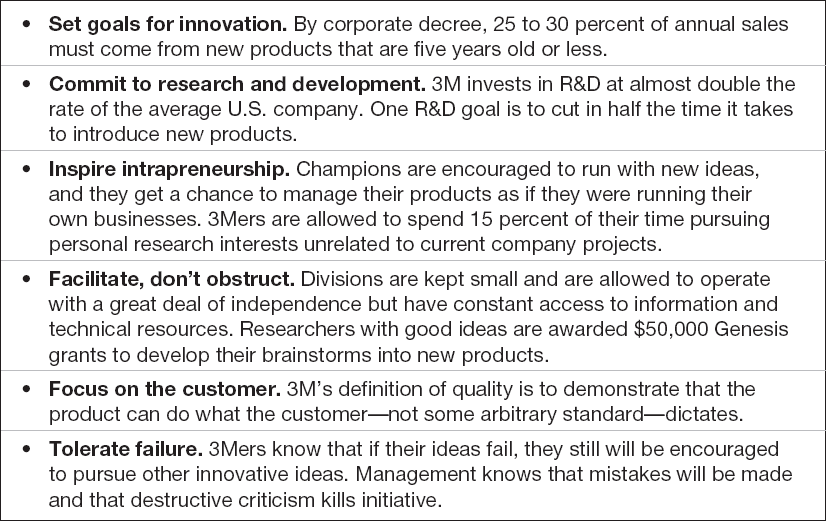 • Set goals for innovation. By corporate decree, 25 to 30 percent of annual sales
must come from new products that are five years old or less.
• Commit to research and development. 3M invests in R&D at almost double the
rate of the average U.S. company. One R&D goal is to cut in half the time it takes
to introduce new products.
• Inspire intrapreneurship. Champions are encouraged to run with new ideas,
and they get a chance to manage their products as if they were running their
own businesses. 3Mers are allowed to spend 15 percent of their time pursuing
personal research interests unrelated to current company projects.
• Facilitate, don’t obstruct. Divisions are kept small and are allowed to operate
with a great deal of independence but have constant access to information and
technical resources. Researchers with good ideas are awarded $50,000 Genesis
grants to develop their brainstorms into new products.
• Focus on the customer. 3M’s definition of quality is to demonstrate that the
product can do what the customer—not some arbitrary standard—dictates.
• Tolerate failure. 3Mers know that if their ideas fail, they still will be encouraged
to pursue other innovative ideas. Management knows that mistakes will be made
and that destructive criticism kills initiative.